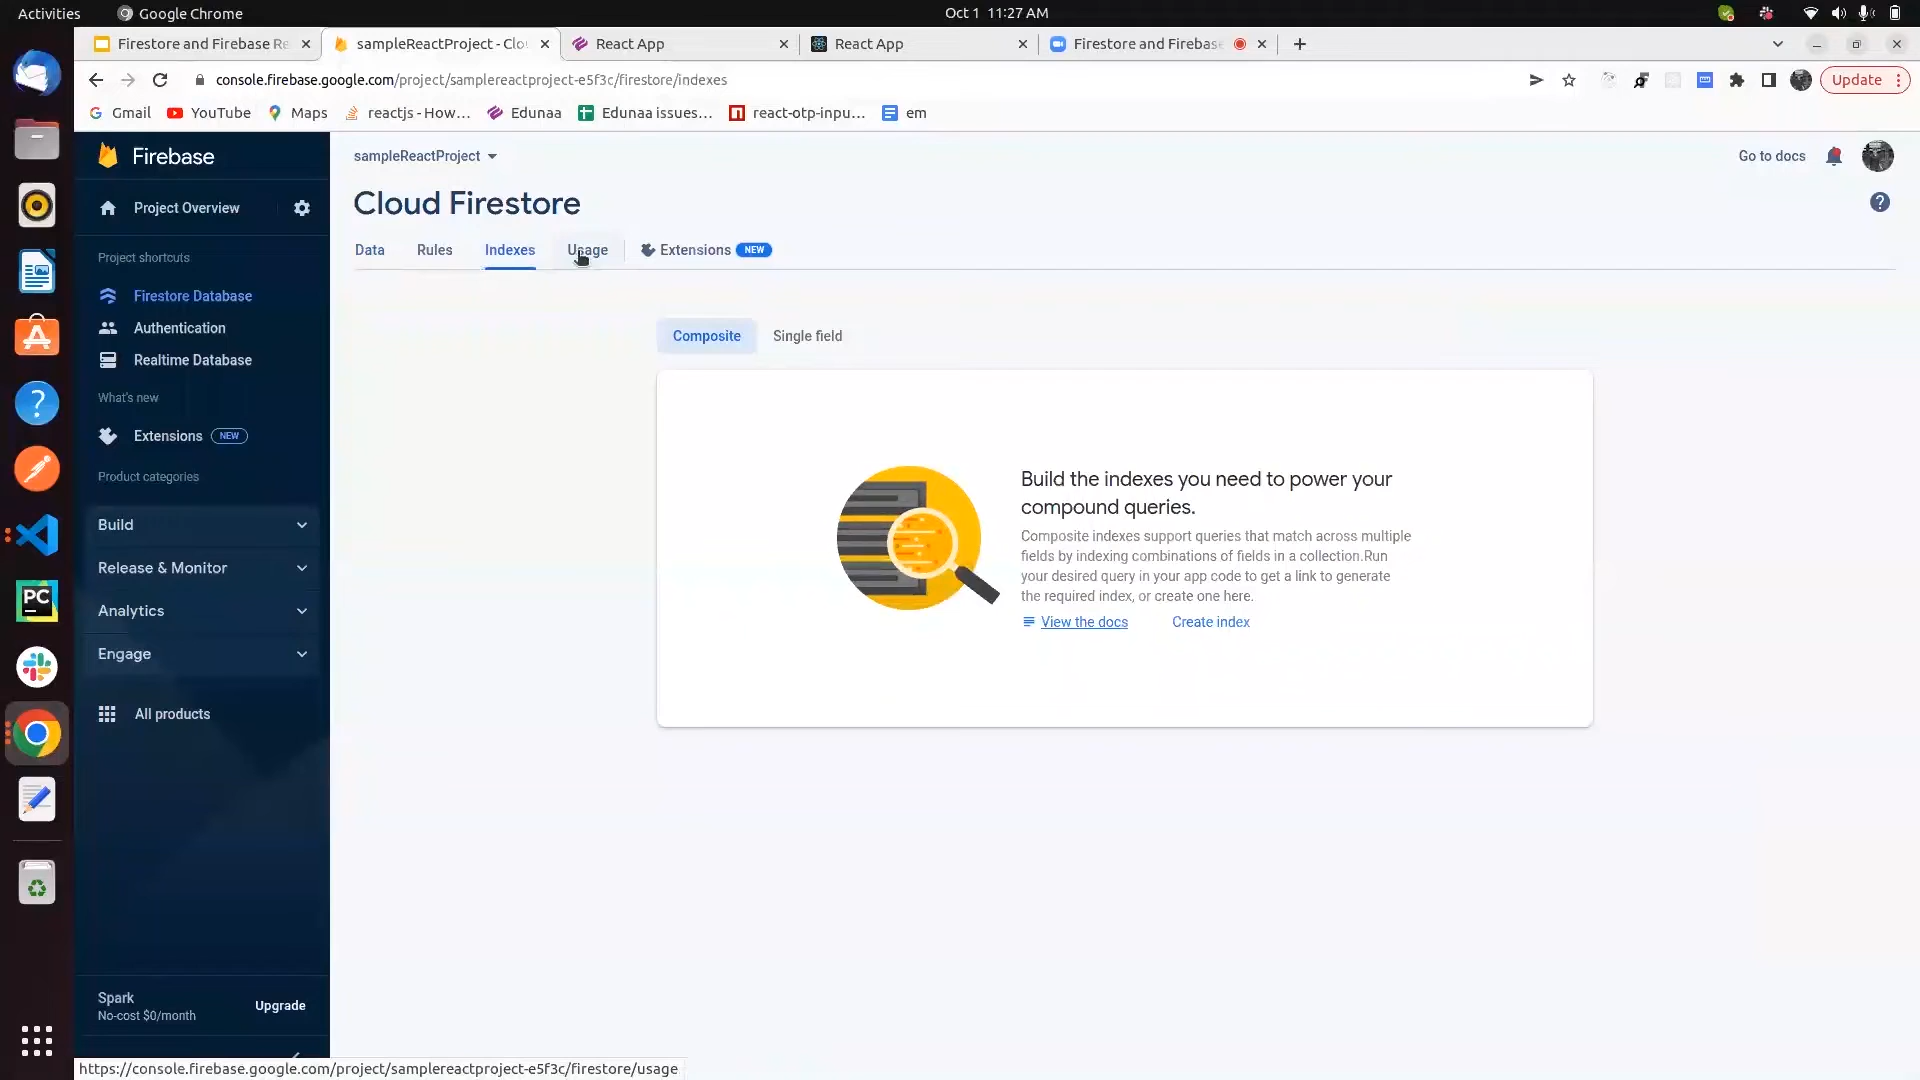 Activities
Google Chrome
Oct 1 11:27 AM
Firestore and Firebase Re
sampleReactProject - Clo
React App
React App
Firestore and Firebase
console.firebase.google.com/project/samplereactproject-e5f3c/firestore/indexes
Update
Gmail
YouTube
Maps
reactjs - How...
Edunaa
Edunaa issues...
react-otp-inpu...
em
Firebase
sampleReactProject
Go to docs
Project Overview
Cloud Firestore
Data
Rules
Indexes
Usage
Extensions NEW
Project shortcuts
Firestore Database
Authentication
Realtime Database
What's new
Extensions NEW
Product categories
Build
Release & Monitor
Analytics
Engage
All products
Composite
Single field
Build the indexes you need to power your
compound queries.
Composite indexes support queries that match across multiple
fields by indexing combinations of fields in a collection.Run
your desired query in your app code to get a link to generate
the required index, or create one here.
View the docs
Create index
Spark
No-cost $0/month
Upgrade
https://console.firebase.google.com/project/samplereactproject-e5f3c/firestore/usage
PC